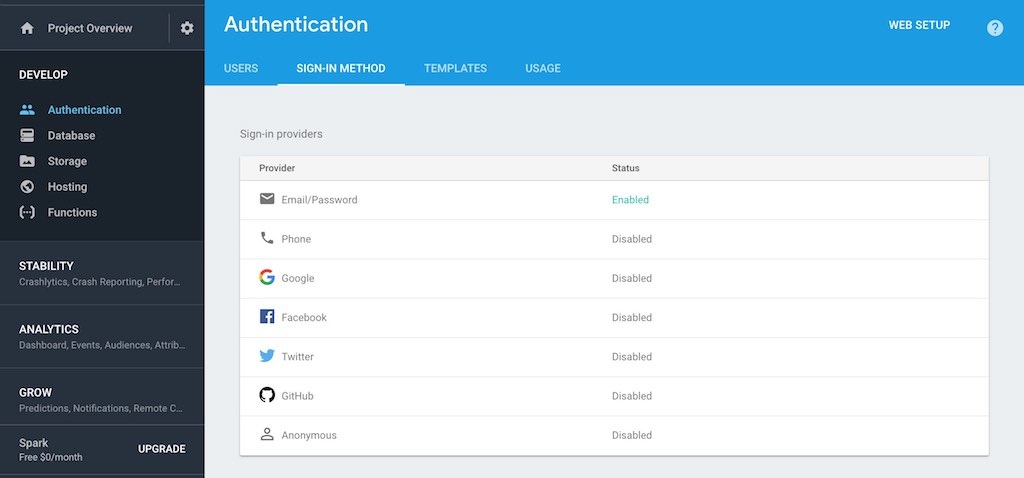 Project Overview
DEVELOP
Authentication
Database
Storage
Hosting
Functions
STABILITY
Crashlytics, Crash Reporting, Perfor...
ANALYTICS
Dashboard, Events, Audiences, Attrib...
GROW
Predictions, Notifications, Remote C...
Spark
Free $0/month
UPGRADE
Authentication
WEB SETUP
?
USERS SIGN-IN METHOD TEMPLATES USAGE
Sign-in providers
Provider Status
Email/Password Enabled
Phone Disabled
Google Disabled
Facebook Disabled
Twitter Disabled
GitHub Disabled
Anonymous Disabled